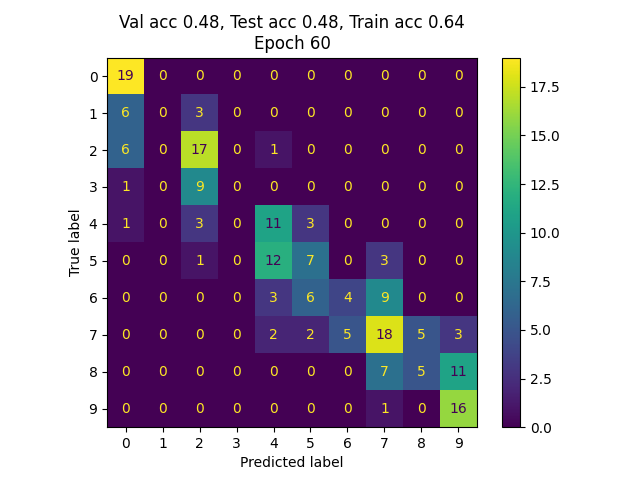 Val acc 0.48, Test acc 0.48, Train acc 0.64
Epoch 60
0 19 0 0 0 0 0 0 0 0 0
1 6 0 3 0 0 0 0 0 0 0
2 6 0 17 0 1 0 0 0 0 0
3 1 0 9 0 0 0 0 0 0 0
4 1 0 3 0 11 3 0 0 0 0
5 0 0 1 0 12 7 0 3 0 0
6 0 0 0 0 3 6 4 9 0 0
7 0 0 0 0 2 2 5 18 5 3
8 0 0 0 0 0 0 0 7 5 11
9 0 0 0 0 0 0 0 1 0 16
0 1 2 3 4 5 6 7 8 9
True label
Predicted label
17.5
15.0
12.5
10.0
7.5
5.0
2.5
0.0